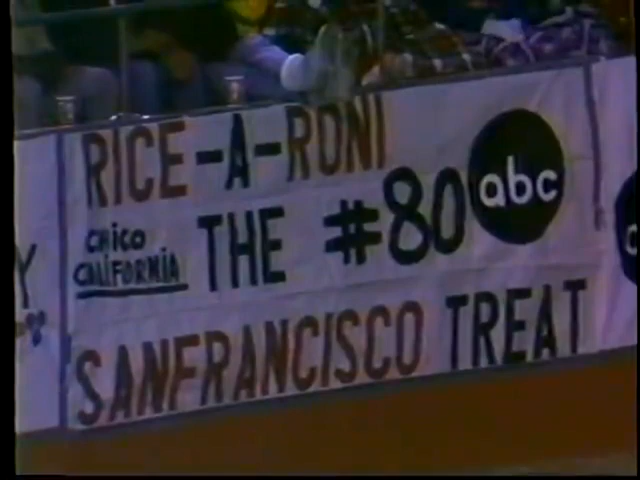 RICE-A-RONI
CHICO
CALIFORNIA
THE #80
abc
SANFRANCISCO TREAT